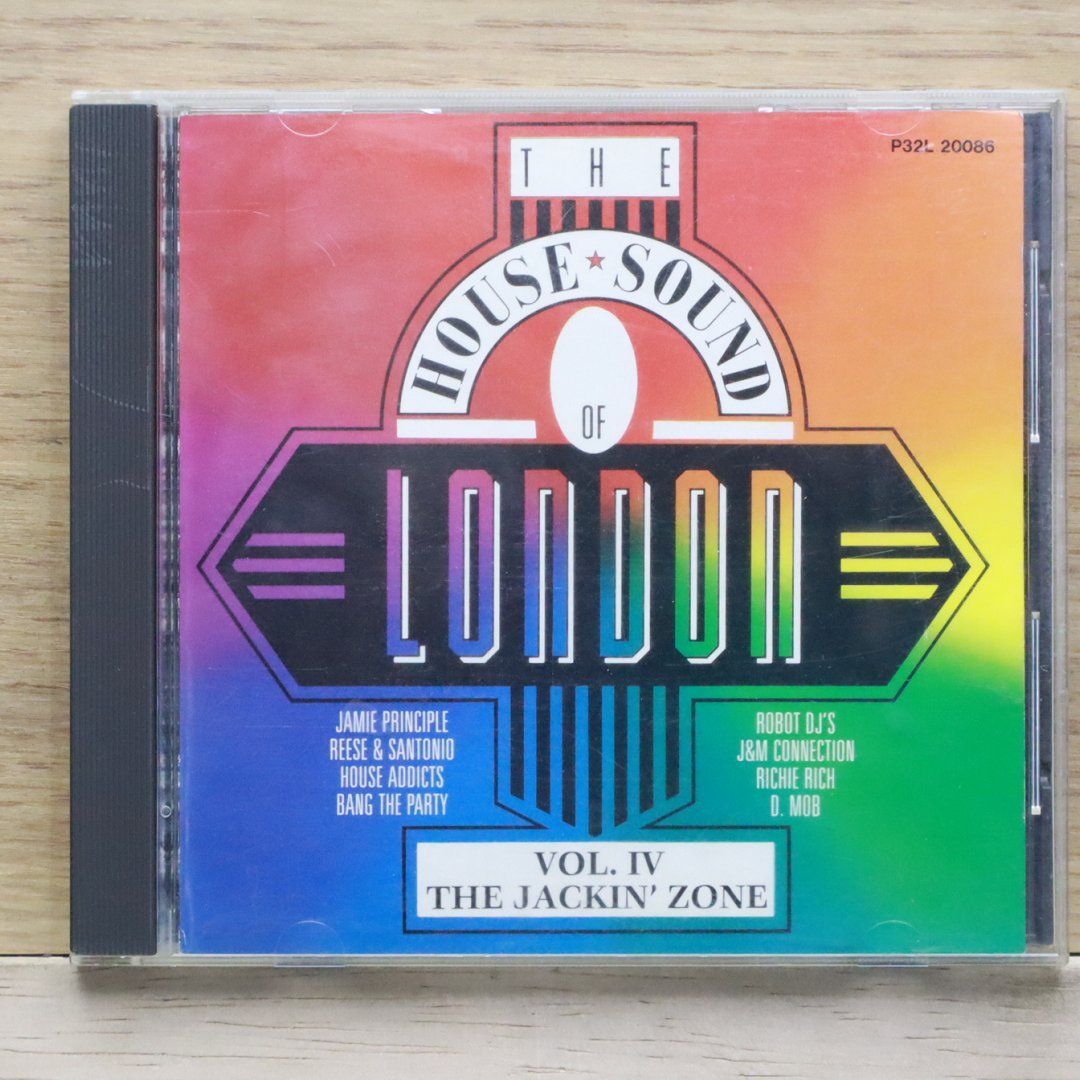 P32L 20086
THE
HOUSE★SOUND
OF
LONDON
JAMIE PRINCIPLE
REESE & SANTONIO
HOUSE ADDICTS
BANG THE PARTY
ROBOT DJ'S
J&M CONNECTION
RICHIE RICH
D. MOB
VOL. IV
THE JACKIN' ZONE